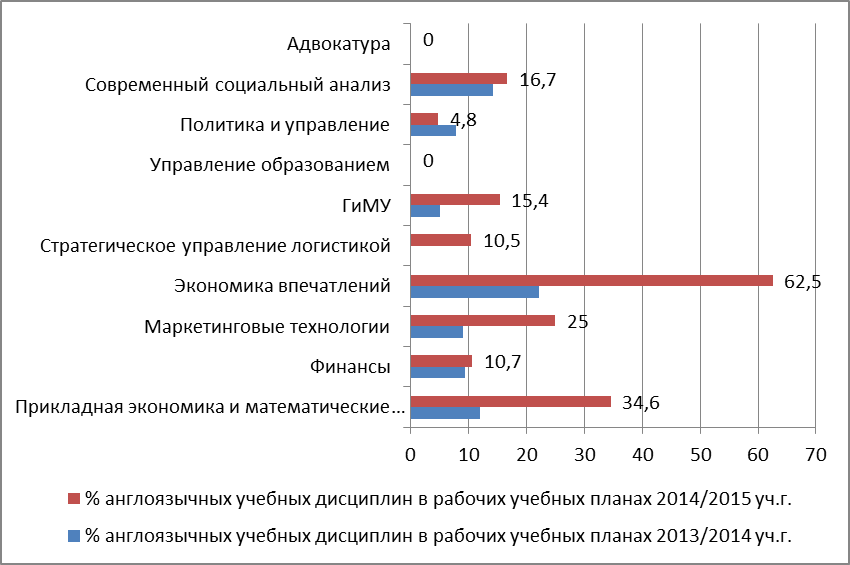 Адвокатура 0
Современный социальный анализ 16,7
Политика и управление 4,8
Управление образованием 0
ГиМУ 15,4
Стратегическое управление логистикой 10,5
Экономика впечатлений 62,5
Маркетинговые технологии 25
Финансы 10,7
Прикладная экономика и математические... 34,6
0 10 20 30 40 50 60 70
% англоязычных учебных дисциплин в рабочих учебных планах 2014/2015 уч.г.
% англоязычных учебных дисциплин в рабочих учебных планах 2013/2014 уч.г.